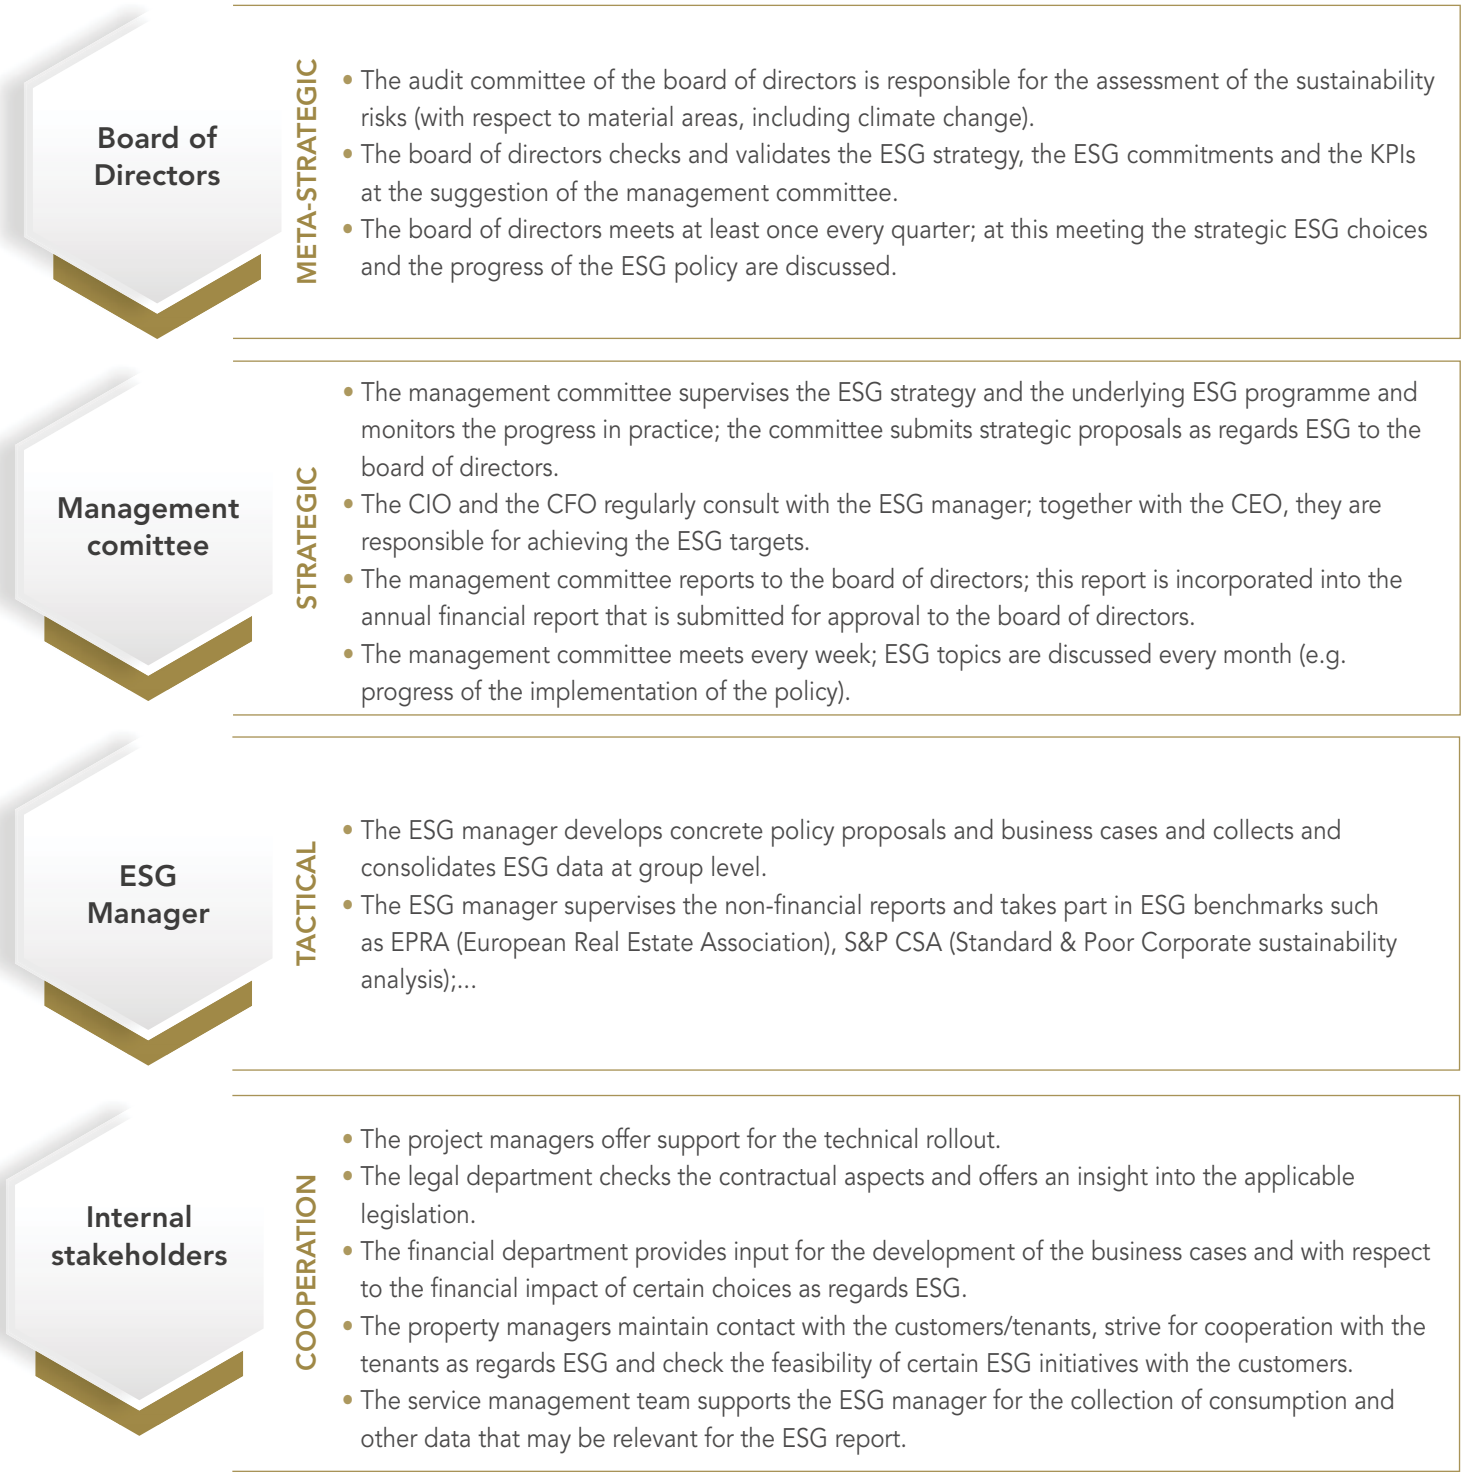 Board of
Directors
META-STRATEGIC
• The audit committee of the board of directors is responsible for the assessment of the sustainability
risks (with respect to material areas, including climate change).
• The board of directors checks and validates the ESG strategy, the ESG commitments and the KPIs
at the suggestion of the management committee.
• The board of directors meets at least once every quarter; at this meeting the strategic ESG choices
and the progress of the ESG policy are discussed.
Management
comittee
STRATEGIC
• The management committee supervises the ESG strategy and the underlying ESG programme and
monitors the progress in practice; the committee submits strategic proposals as regards ESG to the
board of directors.
• The CIO and the CFO regularly consult with the ESG manager; together with the CEO, they are
responsible for achieving the ESG targets.
• The management committee reports to the board of directors; this report is incorporated into the
annual financial report that is submitted for approval to the board of directors.
• The management committee meets every week; ESG topics are discussed every month (e.g.
progress of the implementation of the policy).
ESG
Manager
TACTICAL
• The ESG manager develops concrete policy proposals and business cases and collects and
consolidates ESG data at group level.
• The ESG manager supervises the non-financial reports and takes part in ESG benchmarks such
as EPRA (European Real Estate Association), S&P CSA (Standard & Poor Corporate sustainability
analysis);...
Internal
stakeholders
COOPERATION
• The project managers offer support for the technical rollout.
• The legal department checks the contractual aspects and offers an insight into the applicable
legislation.
• The financial department provides input for the development of the business cases and with respect
to the financial impact of certain choices as regards ESG.
• The property managers maintain contact with the customers/tenants, strive for cooperation with the
tenants as regards ESG and check the feasibility of certain ESG initiatives with the customers.
• The service management team supports the ESG manager for the collection of consumption and
other data that may be relevant for the ESG report.